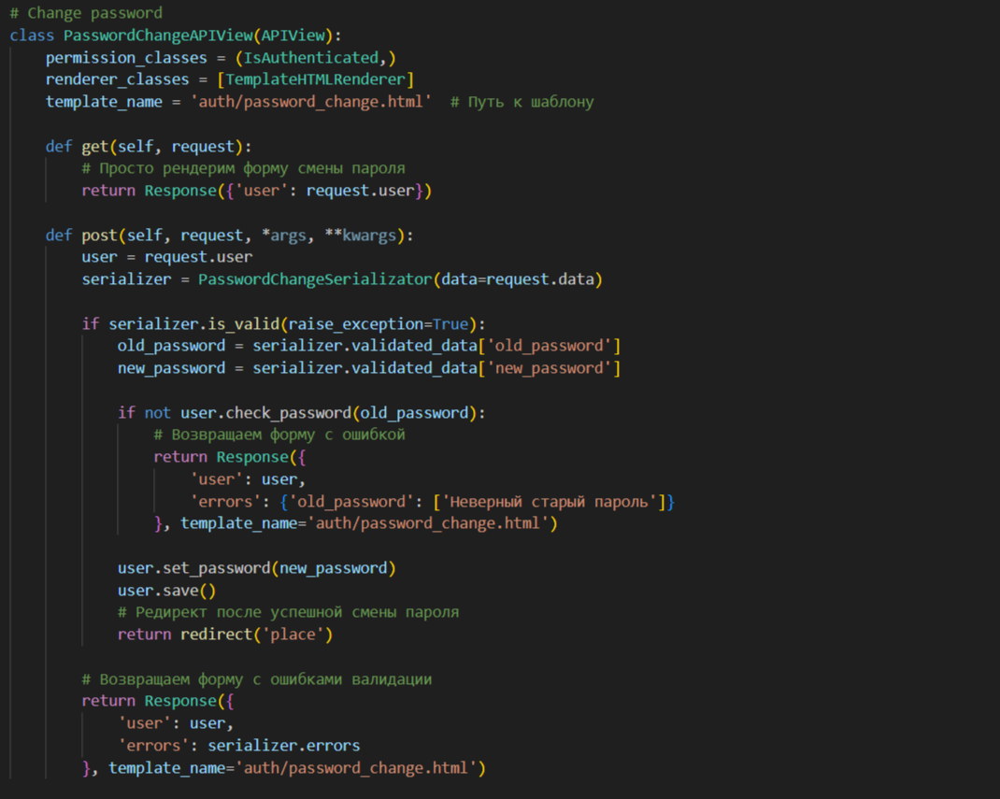 # Change password
class PasswordChangeAPIView(APIView):
    permission_classes = (IsAuthenticated,)
    renderer_classes = [TemplateHTMLRenderer]
    template_name = 'auth/password_change.html'  # Путь к шаблону

    def get(self, request):
        # Просто рендерим форму смены пароля
        return Response({'user': request.user})

    def post(self, request, *args, **kwargs):
        user = request.user
        serializer = PasswordChangeSerializator(data=request.data)

        if serializer.is_valid(raise_exception=True):
            old_password = serializer.validated_data['old_password']
            new_password = serializer.validated_data['new_password']

            if not user.check_password(old_password):
                # Возвращаем форму с ошибкой
                return Response({
                    'user': user,
                    'errors': {'old_password': ['Неверный старый пароль']}
                }, template_name='auth/password_change.html')

            user.set_password(new_password)
            user.save()
            # Редирект после успешной смены пароля
            return redirect('place')

        # Возвращаем форму с ошибками валидации
        return Response({
            'user': user,
            'errors': serializer.errors
        }, template_name='auth/password_change.html')